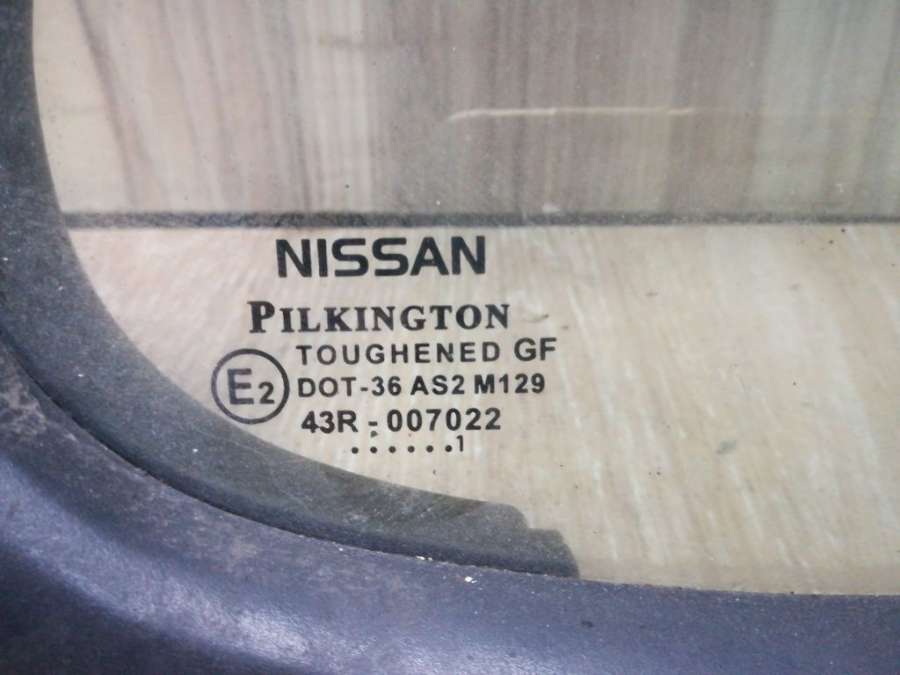 NISSAN
PILKINGTON
TOUGHENED GF
E2
DOT-36 AS2 M129
43R - 007022
. . . . . . 1